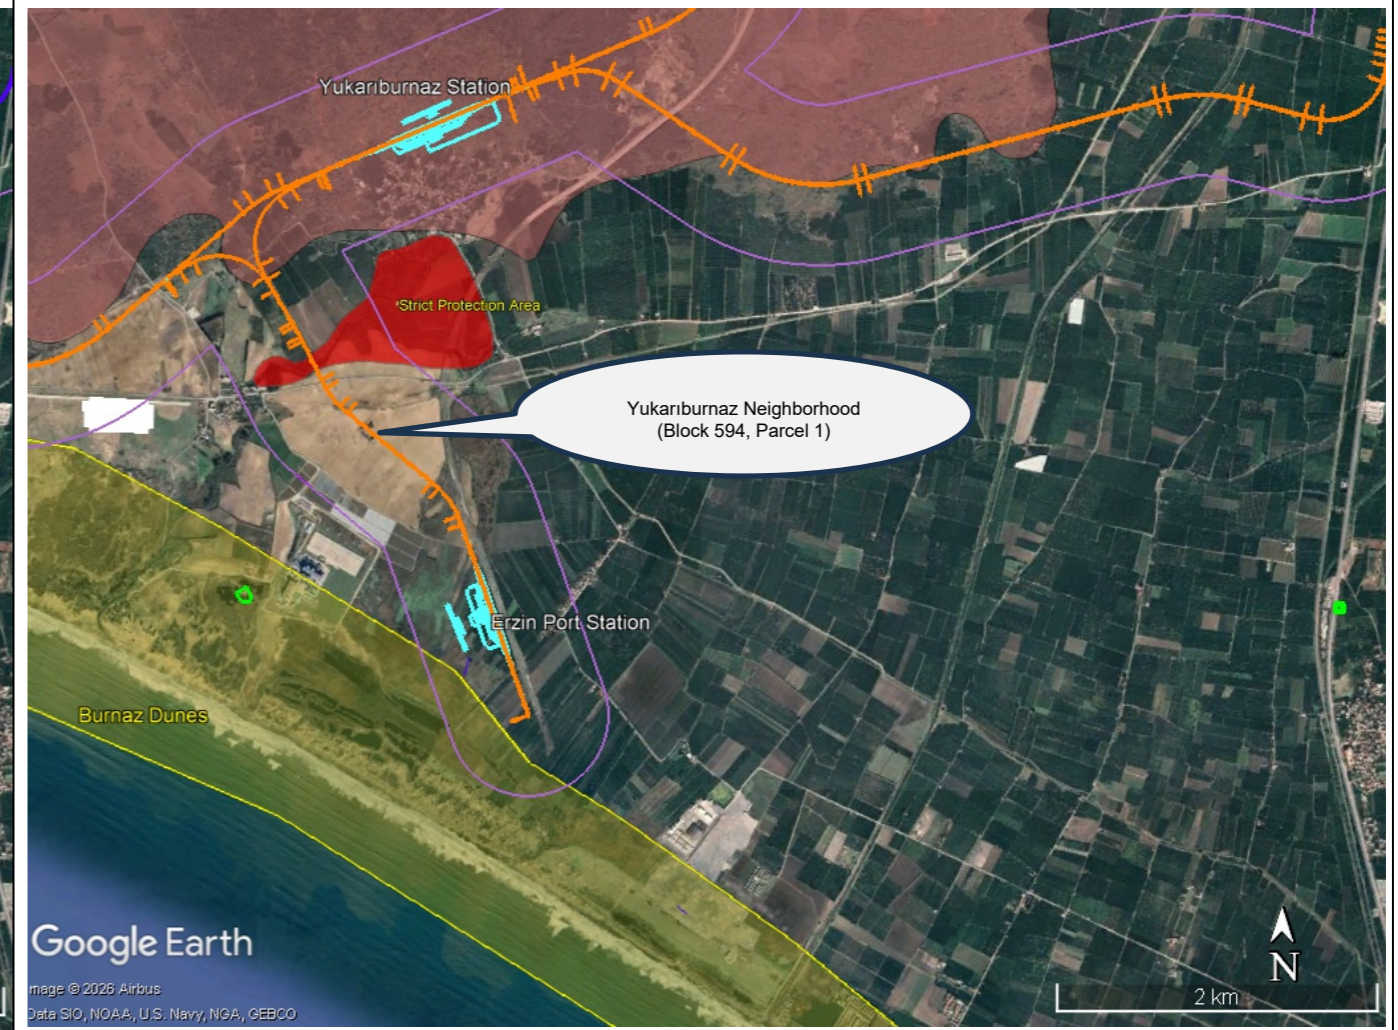 Yukarıburnaz Station
Strict Protection Area
Yukarıburnaz Neighborhood
(Block 594, Parcel 1)
Erzin Port Station
Burnaz Dunes
Google Earth
mage © 2026 Airbus
Data SIO, NOAA, U.S. Navy, NGA, GEBCO
N
2 km